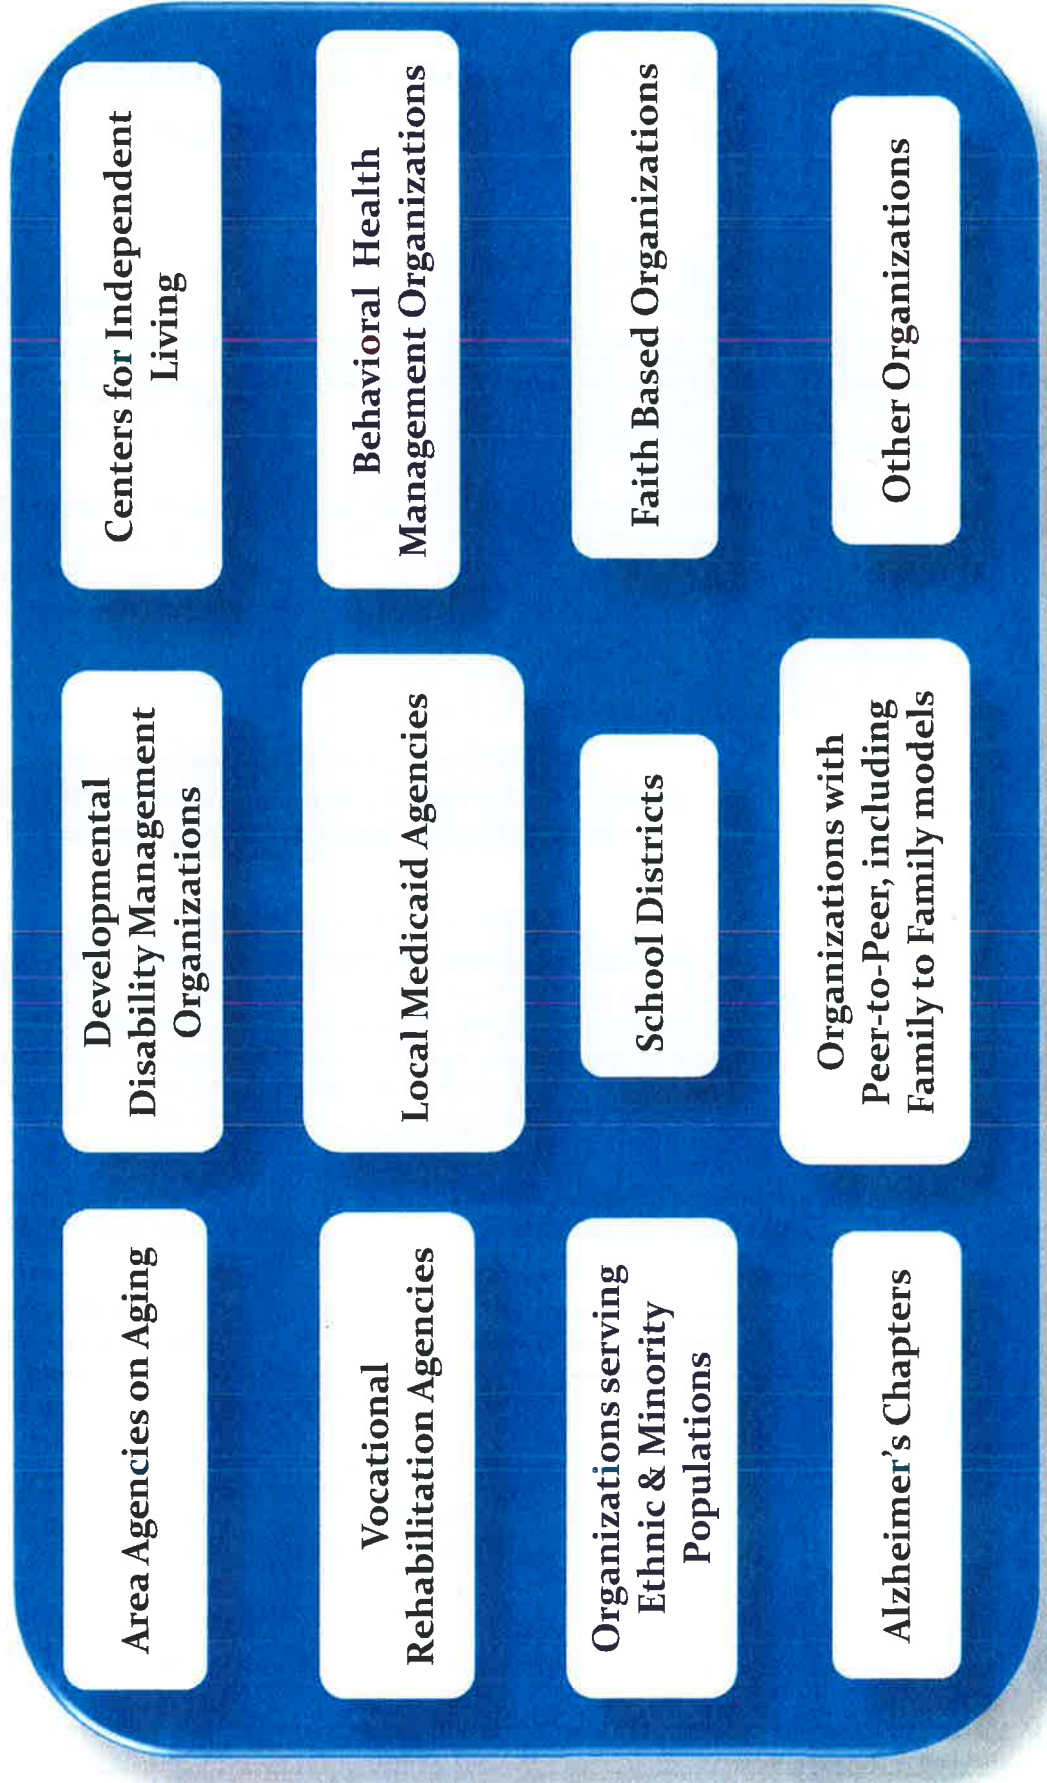 Area Agencies on Aging
Developmental
Disability Management
Organizations
Centers for Independent
Living
Vocational
Rehabilitation Agencies
Local Medicaid Agencies
Behavioral Health
Management Organizations
Organizations serving
Ethnic & Minority
Populations
School Districts
Faith Based Organizations
Alzheimer's Chapters
Organizations with
Peer-to-Peer, including
Family to Family models
Other Organizations